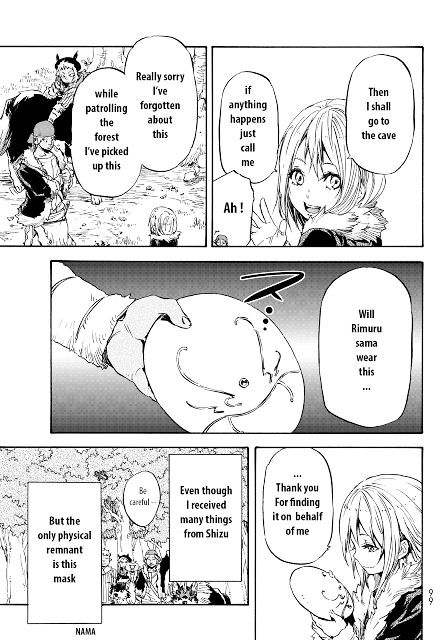 Then
I shall
go to
the cave
if
anything
happens
just
call
me
Ah !
Really sorry
I've
forgotten
about
this
while
patrolling
the
forest
I've picked
up this
Will
Rimuru
sama
wear
this
...
...
Thank you
For finding
it on behalf
of me
Even though
I received
many things
from Shizu
Be
careful
But the
only physical
remnant
is this
mask
NAMA
99